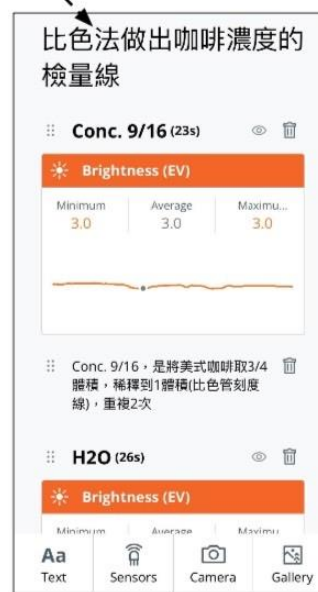 比色法做出咖啡濃度的
檢量線
Conc. 9/16 (23s)
Brightness (EV)
Minimum Average Maximu...
3.0 3.0 3.0
Conc. 9/16，是將美式咖啡取3/4
體積，稀釋到1體積(比色管刻度
線)，重複2次
H2O (26s)
Brightness (EV)
Minimum Average Maximu
Aa
Text Sensors Camera Gallery